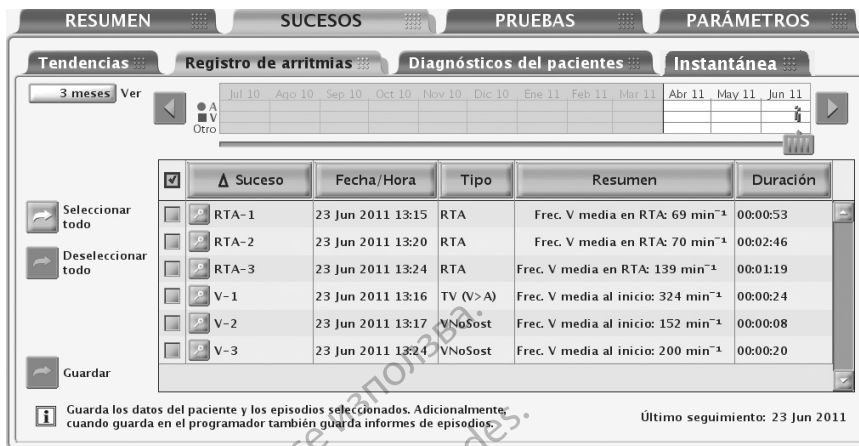 RESUMEN SUCESOS PRUEBAS PARÁMETROS
Tendencias Registro de arritmias Diagnósticos del pacientes Instantánea
3 meses Ver
Jul 10 Ago 10 Sep 10 Oct 10 Nov 10 Dic 10 Ene 11 Feb 11 Mar 11 Abr 11 May 11 Jun 11
A
V
Otro
Δ Suceso Fecha/Hora Tipo Resumen Duración
Seleccionar todo
RTA-1 23 Jun 2011 13:15 RTA Frec. V media en RTA: 69 min⁻¹ 00:00:53
RTA-2 23 Jun 2011 13:20 RTA Frec. V media en RTA: 70 min⁻¹ 00:02:46
Deseleccionar todo
RTA-3 23 Jun 2011 13:24 RTA Frec. V media en RTA: 139 min⁻¹ 00:01:19
V-1 23 Jun 2011 13:16 TV (V>A) Frec. V media al inicio: 324 min⁻¹ 00:00:24
V-2 23 Jun 2011 13:17 VNoSost Frec. V media al inicio: 152 min⁻¹ 00:00:08
V-3 23 Jun 2011 13:24 VNoSost Frec. V media al inicio: 200 min⁻¹ 00:00:20
Guardar
Guarda los datos del paciente y los episodios seleccionados. Adicionalmente,
cuando guarda en el programador también guarda informes de episodios.
Último seguimiento: 23 Jun 2011
се използва.
des.